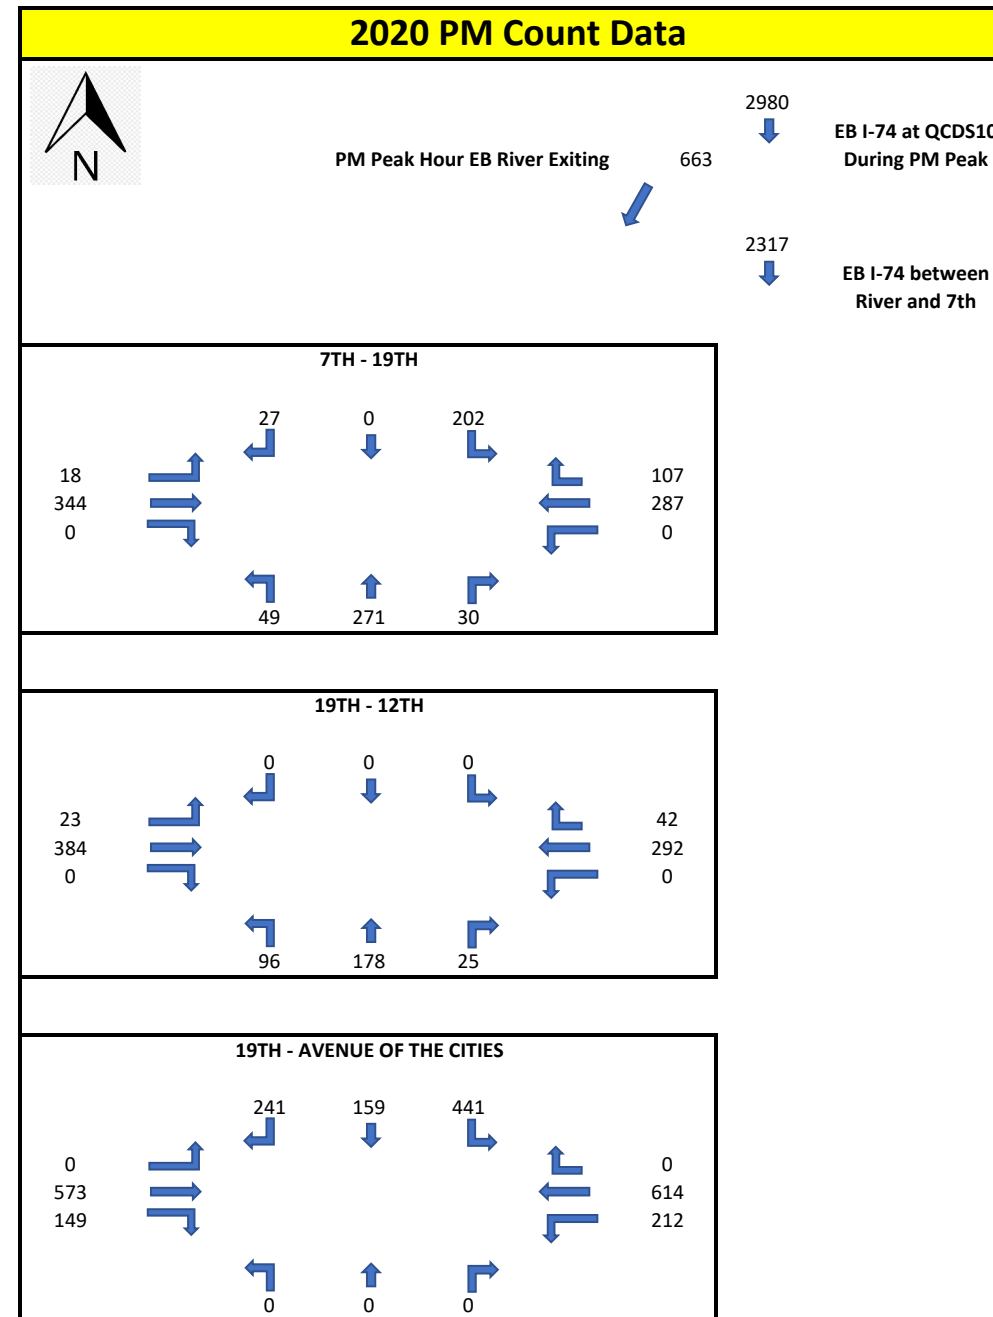 2020 PM Count Data
N
2980
EB I-74 at QCDS10
PM Peak Hour EB River Exiting 663 During PM Peak
2317
EB I-74 between
River and 7th
7TH - 19TH
27 0 202
18 107
344 287
0 0
49 271 30
19TH - 12TH
0 0 0
23 42
384 292
0 0
96 178 25
19TH - AVENUE OF THE CITIES
241 159 441
0 0
573 614
149 212
0 0 0